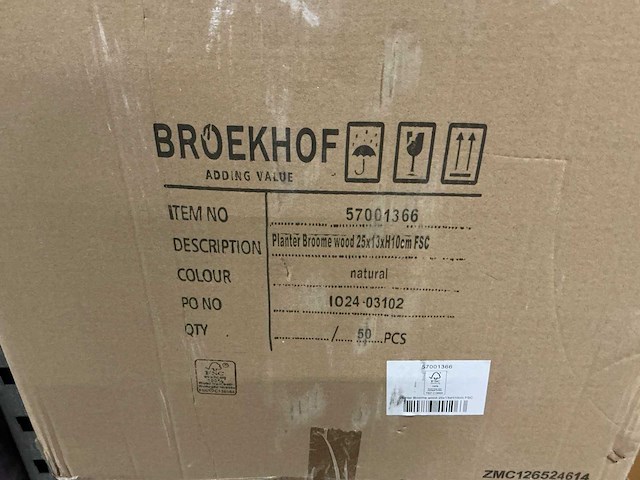 BROEKHOF
ADDING VALUE
ITEM NO 57001366
DESCRIPTION Planter Broome wood 25x13xH10cm FSC
COLOUR natural
PO NO IO24-03102
QTY / 50 PCS
FSC
57001366
ZMC126524614